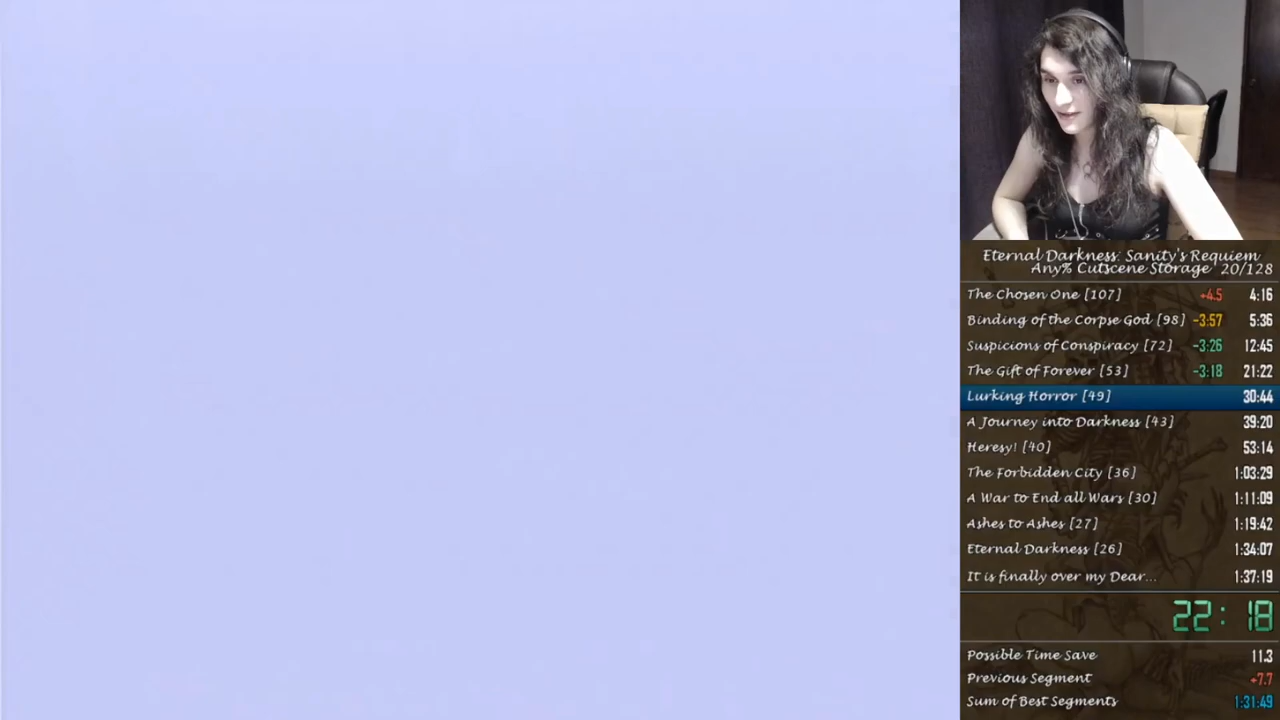 Eternal Darkness: Sanity's Requiem
Any% Cutscene Storage 20/128
The Chosen One [107] +4.5 4:16
Binding of the Corpse God [98] -3:57 5:36
Suspicions of Conspiracy [72] -3:26 12:45
The Gift of Forever [53] -3:18 21:22
Lurking Horror [49] 30:44
A Journey into Darkness [43] 39:20
Heresy! [40] 53:14
The Forbidden City [36] 1:03:29
A War to End all Wars [30] 1:11:09
Ashes to Ashes [27] 1:19:42
Eternal Darkness [26] 1:34:07
It is finally over my Dear... 1:37:19
22:18
Possible Time Save 11.3
Previous Segment +7.7
Sum of Best Segments 1:31:49